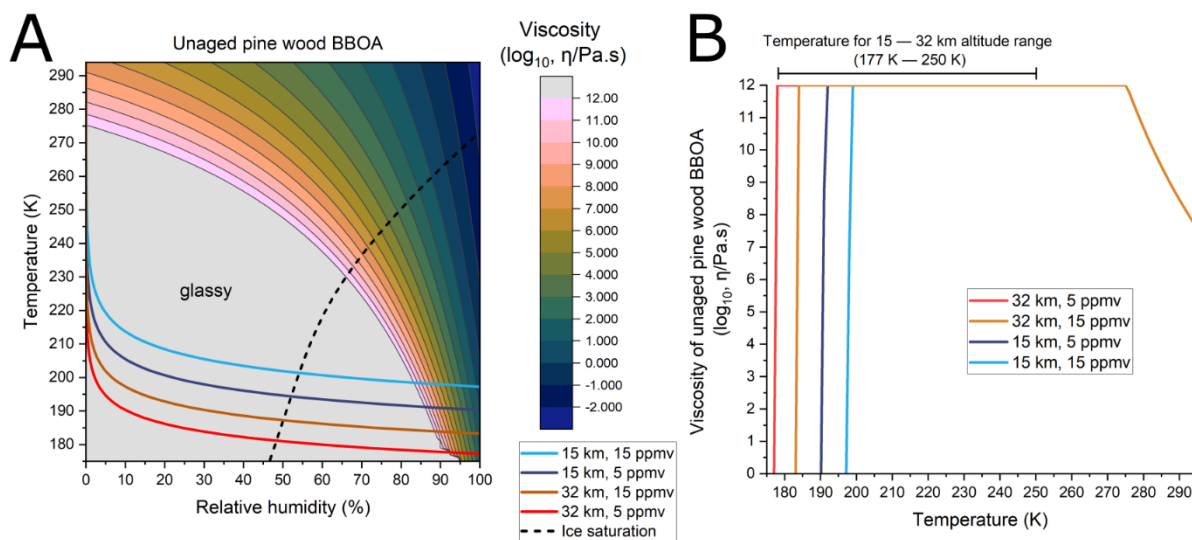 A
Unaged pine wood BBOA
Viscosity
(log₁₀, η/Pa.s)
290
280
270
260
250
240
230
220
210
200
190
180
Temperature (K)
glassy
0 10 20 30 40 50 60 70 80 90 100
Relative humidity (%)
12.00
11.00
10.00
9.000
8.000
7.000
6.000
5.000
4.000
3.000
2.000
1.000
0.000
-1.000
-2.000
15 km, 15 ppmv
15 km, 5 ppmv
32 km, 15 ppmv
32 km, 5 ppmv
Ice saturation
B
Temperature for 15 — 32 km altitude range
(177 K — 250 K)
12
11
10
9
8
7
6
5
4
3
2
1
0
Viscosity of unaged pine wood BBOA
(log₁₀, η/Pa.s)
32 km, 5 ppmv
32 km, 15 ppmv
15 km, 5 ppmv
15 km, 15 ppmv
180 190 200 210 220 230 240 250 260 270 280 290
Temperature (K)